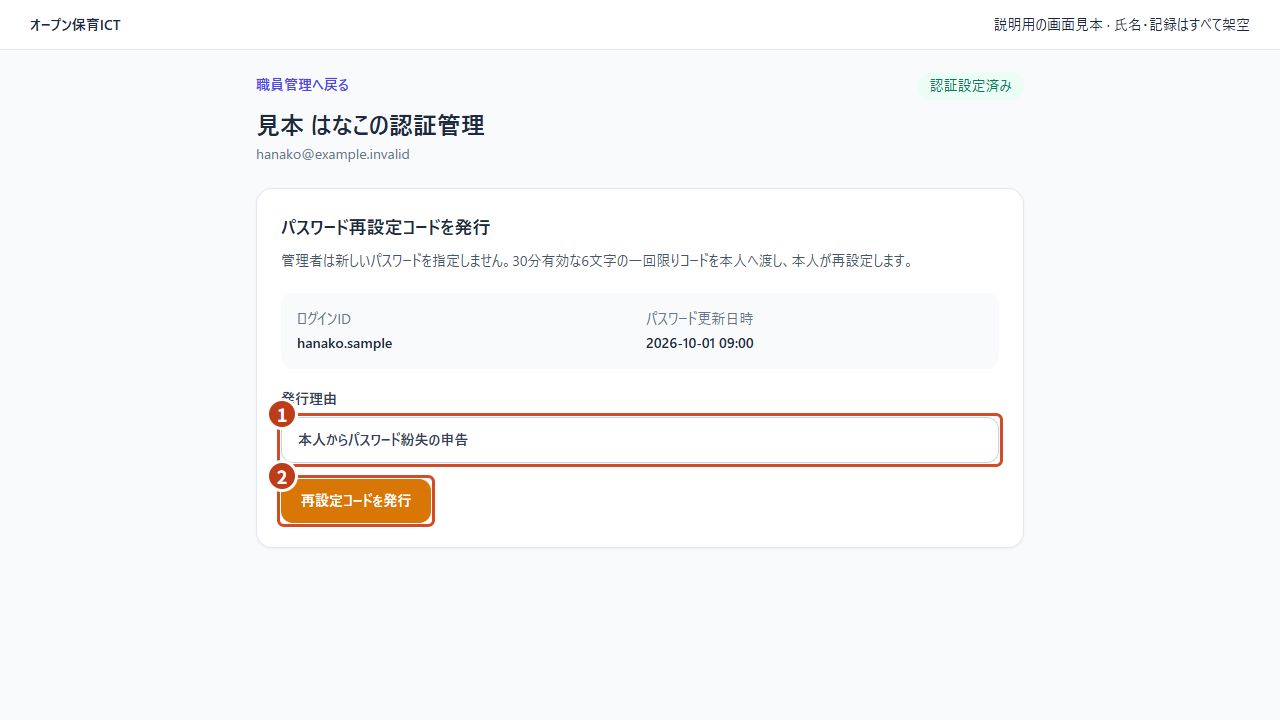 オープン保育ICT
説明用の画面見本・氏名・記録はすべて架空
職員管理へ戻る
認証設定済み
見本 はなこの認証管理
hanako@example.invalid
パスワード再設定コードを発行
管理者は新しいパスワードを指定しません。30分有効な6文字の一回限りコードを本人へ渡し、本人が再設定します。
ログインID
パスワード更新日時
hanako.sample
2026-10-01 09:00
発行理由
1
本人からパスワード紛失の申告
2
再設定コードを発行